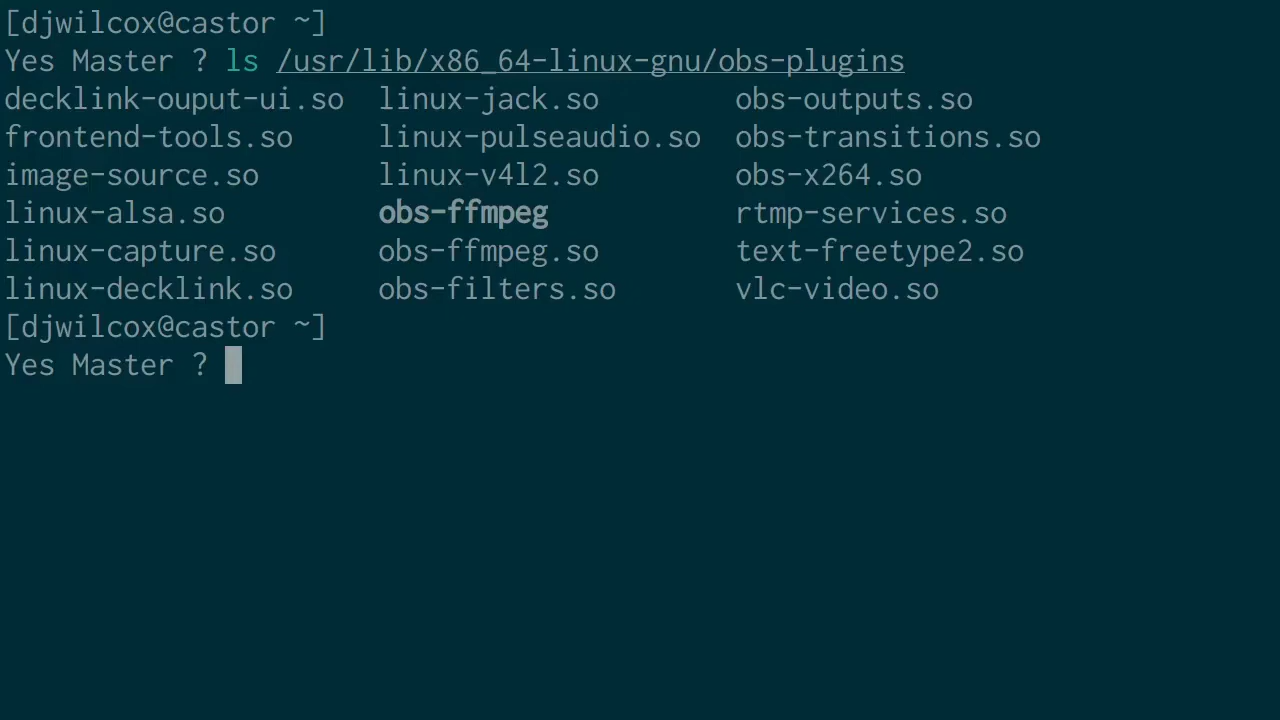 [djwilcox@castor ~]
Yes Master ? ls /usr/lib/x86_64-linux-gnu/obs-plugins
decklink-ouput-ui.so linux-jack.so obs-outputs.so
frontend-tools.so linux-pulseaudio.so obs-transitions.so
image-source.so linux-v4l2.so obs-x264.so
linux-alsa.so obs-ffmpeg rtmp-services.so
linux-capture.so obs-ffmpeg.so text-freetype2.so
linux-decklink.so obs-filters.so vlc-video.so
[djwilcox@castor ~]
Yes Master ?